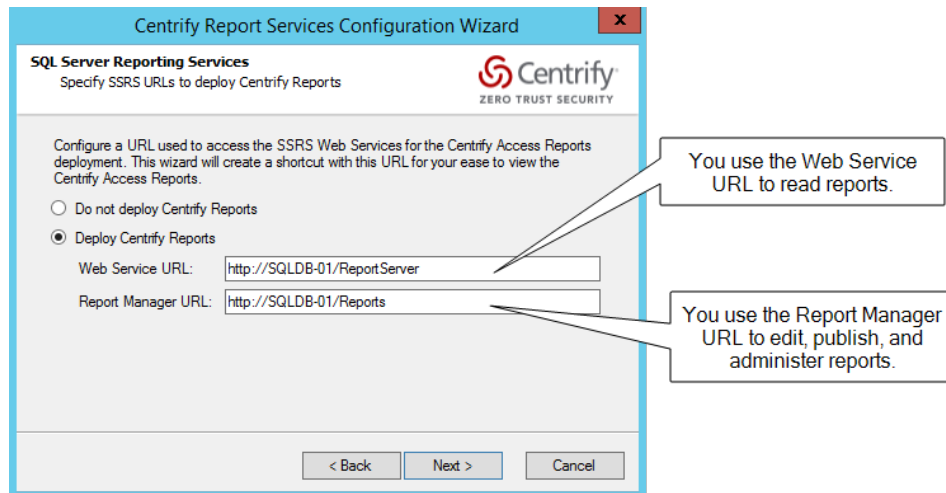 Centrify Report Services Configuration Wizard
x
SQL Server Reporting Services
Specify SSRS URLs to deploy Centrify Reports
Centrify
ZERO TRUST SECURITY
Configure a URL used to access the SSRS Web Services for the Centrify Access Reports
deployment. This wizard will create a shortcut with this URL for your ease to view the
Centrify Access Reports.
Do not deploy Centrify Reports
Deploy Centrify Reports
Web Service URL: http://SQLDB-01/ReportServer
Report Manager URL: http://SQLDB-01/Reports
< Back Next > Cancel
You use the Web Service
URL to read reports.
You use the Report Manager
URL to edit, publish, and
administer reports.